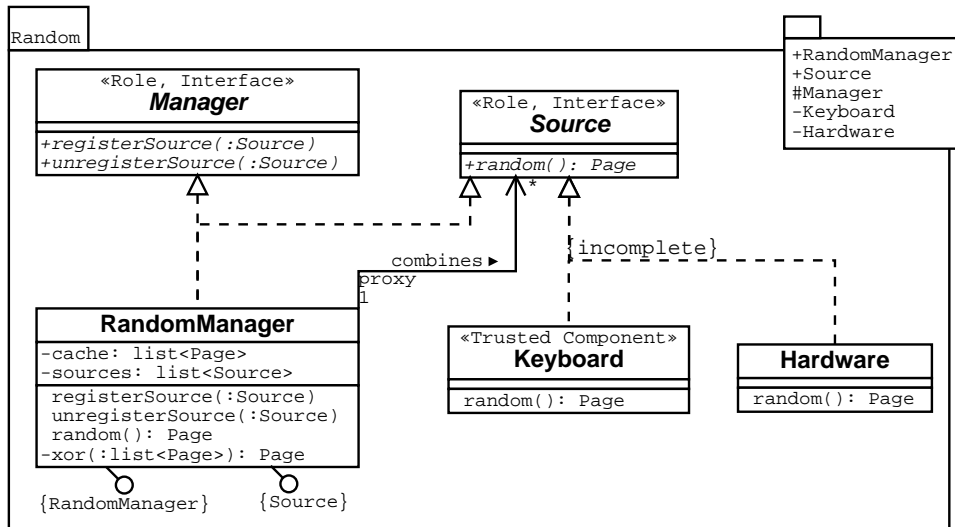 Random
+RandomManager
+Source
#Manager
-Keyboard
-Hardware
«Role, Interface»
Manager
+registerSource(:Source)
+unregisterSource(:Source)
«Role, Interface»
Source
+random(): Page
*
{incomplete}
combines ►
proxy
1
RandomManager
-cache: list<Page>
-sources: list<Source>
registerSource(:Source)
unregisterSource(:Source)
random(): Page
-xor(:list<Page>): Page
{RandomManager}
{Source}
«Trusted Component»
Keyboard
random(): Page
Hardware
random(): Page